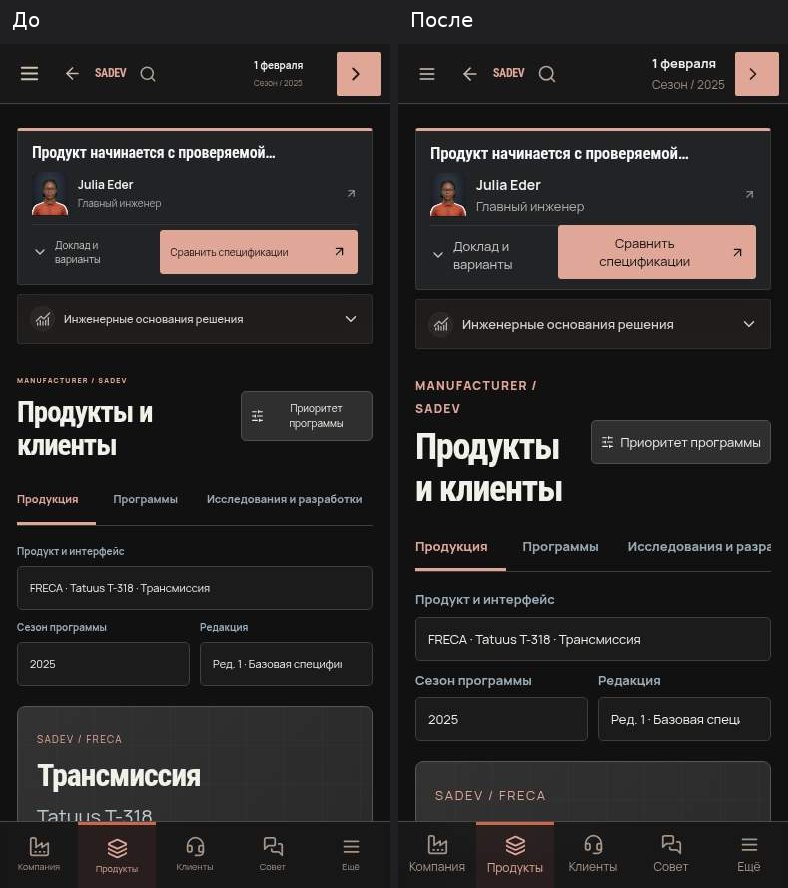 До
SADEV
1 февраля
Сезон / 2025
Продукт начинается с проверяемой…
Julia Eder
Главный инженер
Доклад и
варианты
Сравнить спецификации
Инженерные основания решения
MANUFACTURER / SADEV
Продукты и
клиенты
Приоритет
программы
Продукция
Программы
Исследования и разработки
Продукт и интерфейс
FRECA · Tatuus T-318 · Трансмиссия
Сезон программы
Редакция
2025
Ред. 1 · Базовая специфи
SADEV / FRECA
Трансмиссия
Tatuus T-318
Компания
Продукты
Клиенты
Совет
Ещё
После
SADEV
1 февраля
Сезон / 2025
Продукт начинается с проверяемой…
Julia Eder
Главный инженер
Доклад и
варианты
Сравнить
спецификации
Инженерные основания решения
MANUFACTURER /
SADEV
Продукты
и клиенты
Приоритет программы
Продукция
Программы
Исследования и разра
Продукт и интерфейс
FRECA · Tatuus T-318 · Трансмиссия
Сезон программы
Редакция
2025
Ред. 1 · Базовая спец
SADEV / FRECA
Компания
Продукты
Клиенты
Совет
Ещё